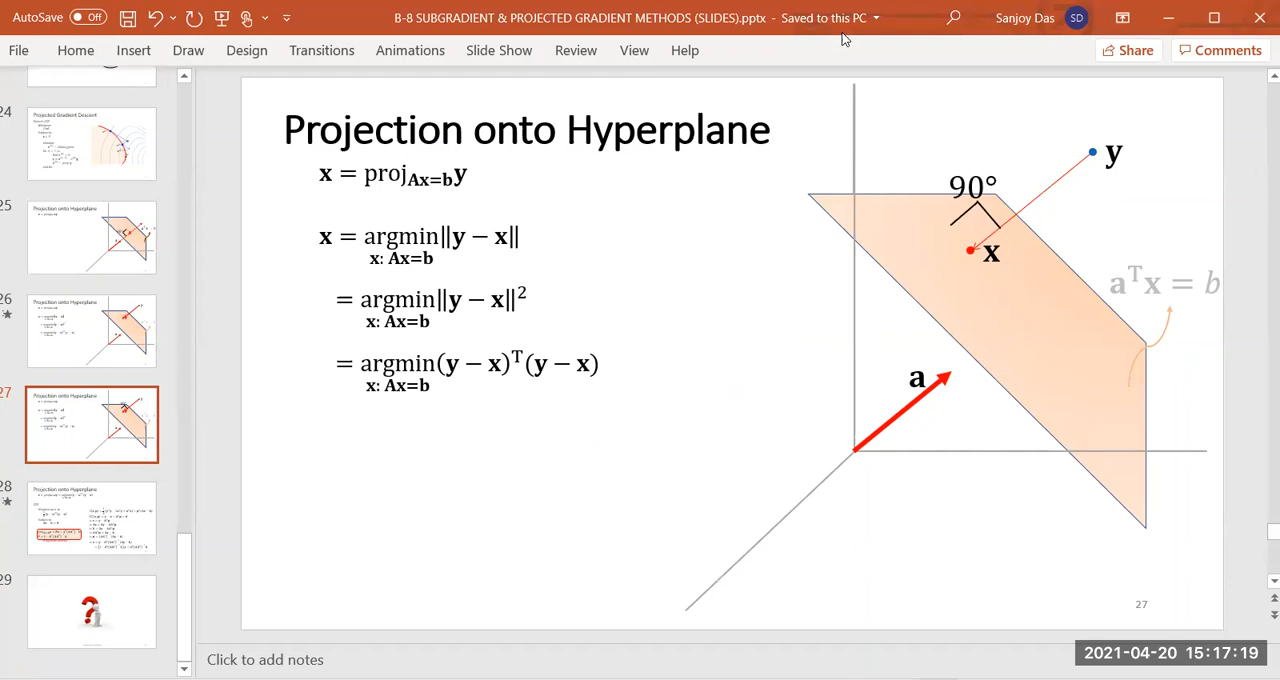 AutoSave Off
B-8 SUBGRADIENT & PROJECTED GRADIENT METHODS (SLIDES).pptx - Saved to this PC
Sanjoy Das SD
File Home Insert Draw Design Transitions Animations Slide Show Review View Help
Share Comments
24
Projected Gradient Descent
25
Projection onto Hyperplane
26
Projection onto Hyperplane
27
Projection onto Hyperplane
28
Projection onto Hyperplane
29
?
Projection onto Hyperplane
x = proj_{Ax=b} y
x = argmin‖y − x‖
x: Ax=b
= argmin‖y − x‖²
x: Ax=b
= argmin(y − x)ᵀ(y − x)
x: Ax=b
y
90°
x
aᵀx = b
a
27
Click to add notes
2021-04-20 15:17:19